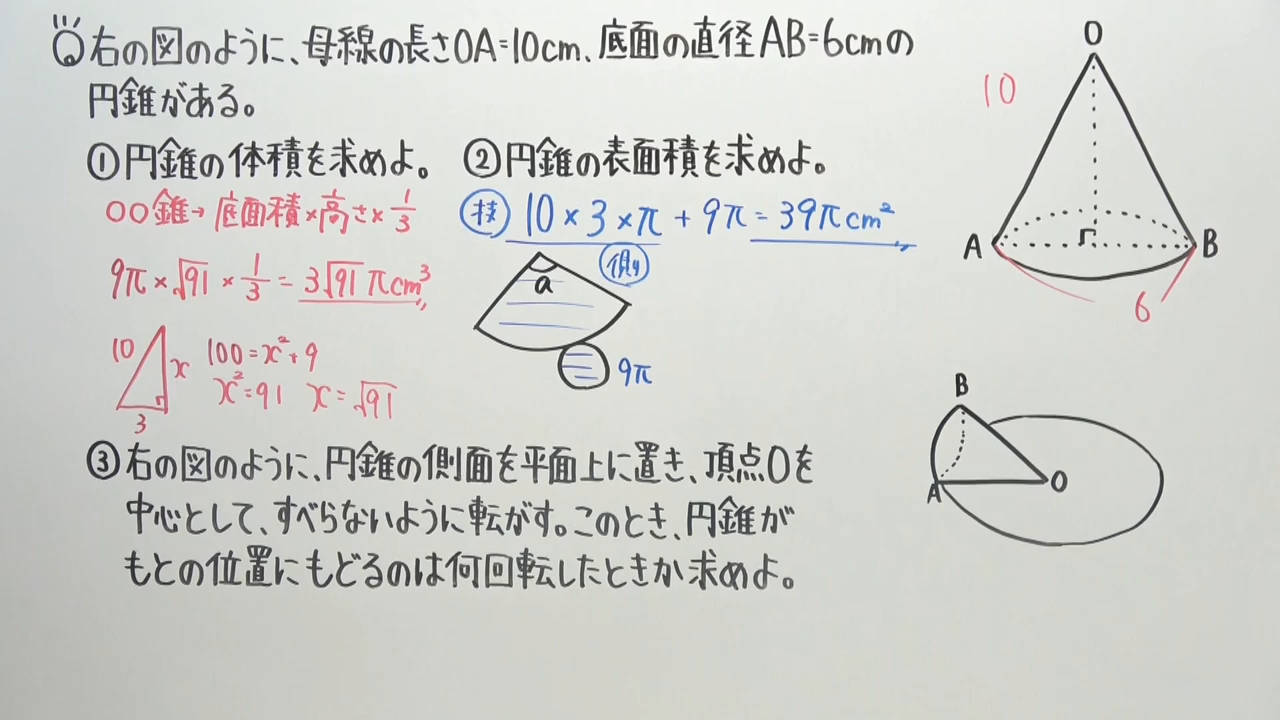 Q 右の図のように、母線の長さOA=10cm、底面の直径AB=6cmの
円錐がある。
①円錐の体積を求めよ。 ②円錐の表面積を求めよ。
○○錐→底面積×高さ×1/3
9π×√91×1/3=3√91πcm³
10 x 3
100=x²+9
x²=91 x=√91
技 10×3×π+9π=39πcm²
側
a
9π
③右の図のように、円錐の側面を平面上に置き、頂点Oを
中心として、すべらないように転がす。このとき、円錐が
もとの位置にもどるのは何回転したときか求めよ。
O
10
A B
6
B
A O